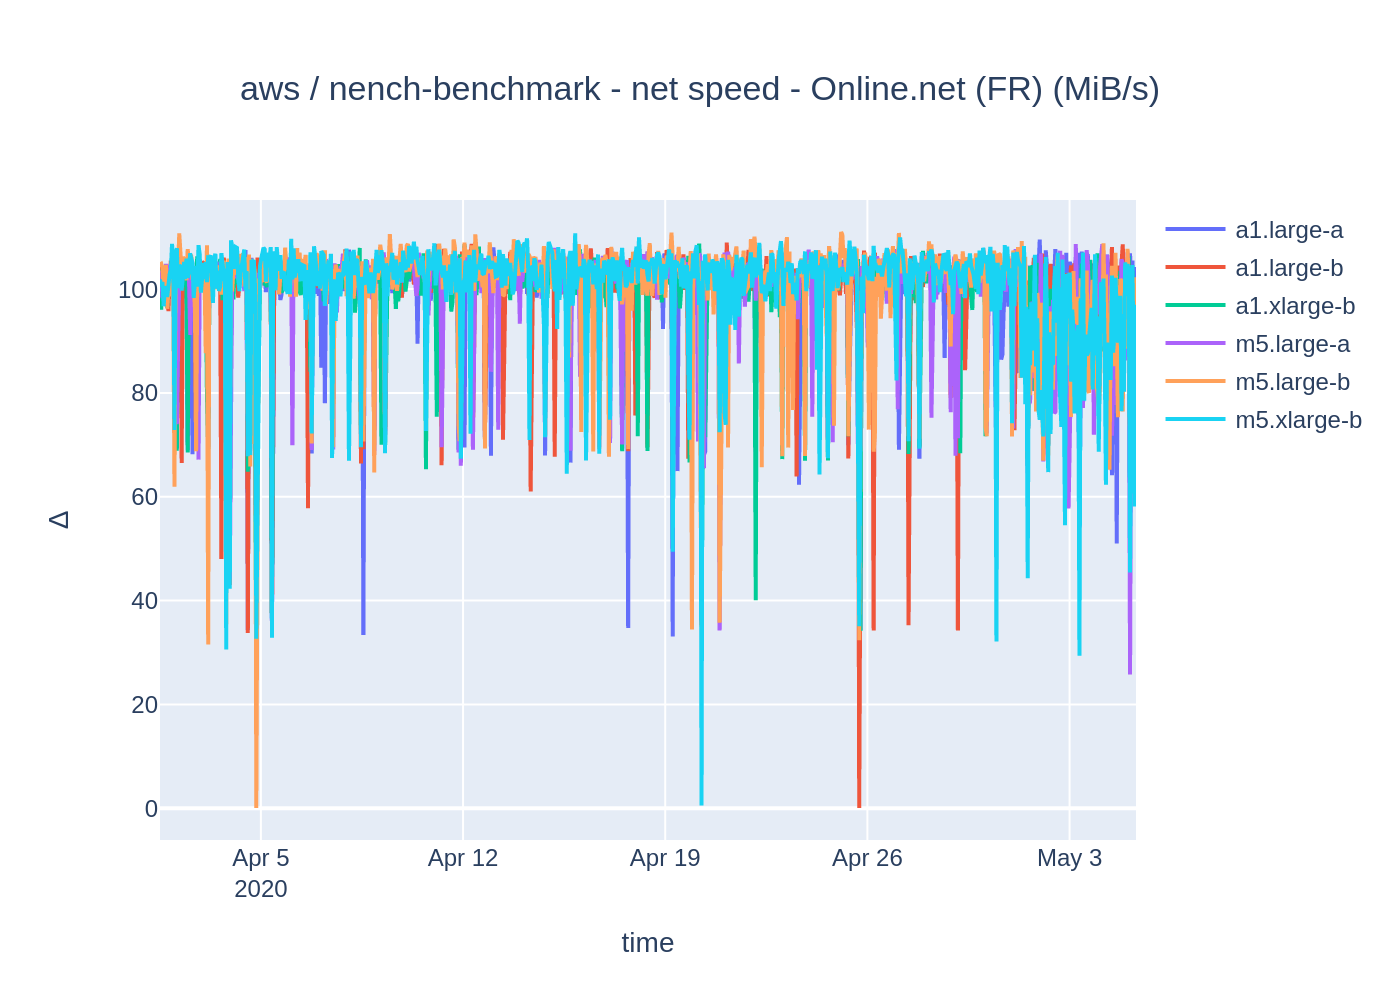 aws / nench-benchmark - net speed - Online.net (FR) (MiB/s)
a1.large-a
a1.large-b
a1.xlarge-b
m5.large-a
m5.large-b
m5.xlarge-b
100
80
60
40
20
0
Δ
Apr 5
2020
Apr 12
Apr 19
Apr 26
May 3
time